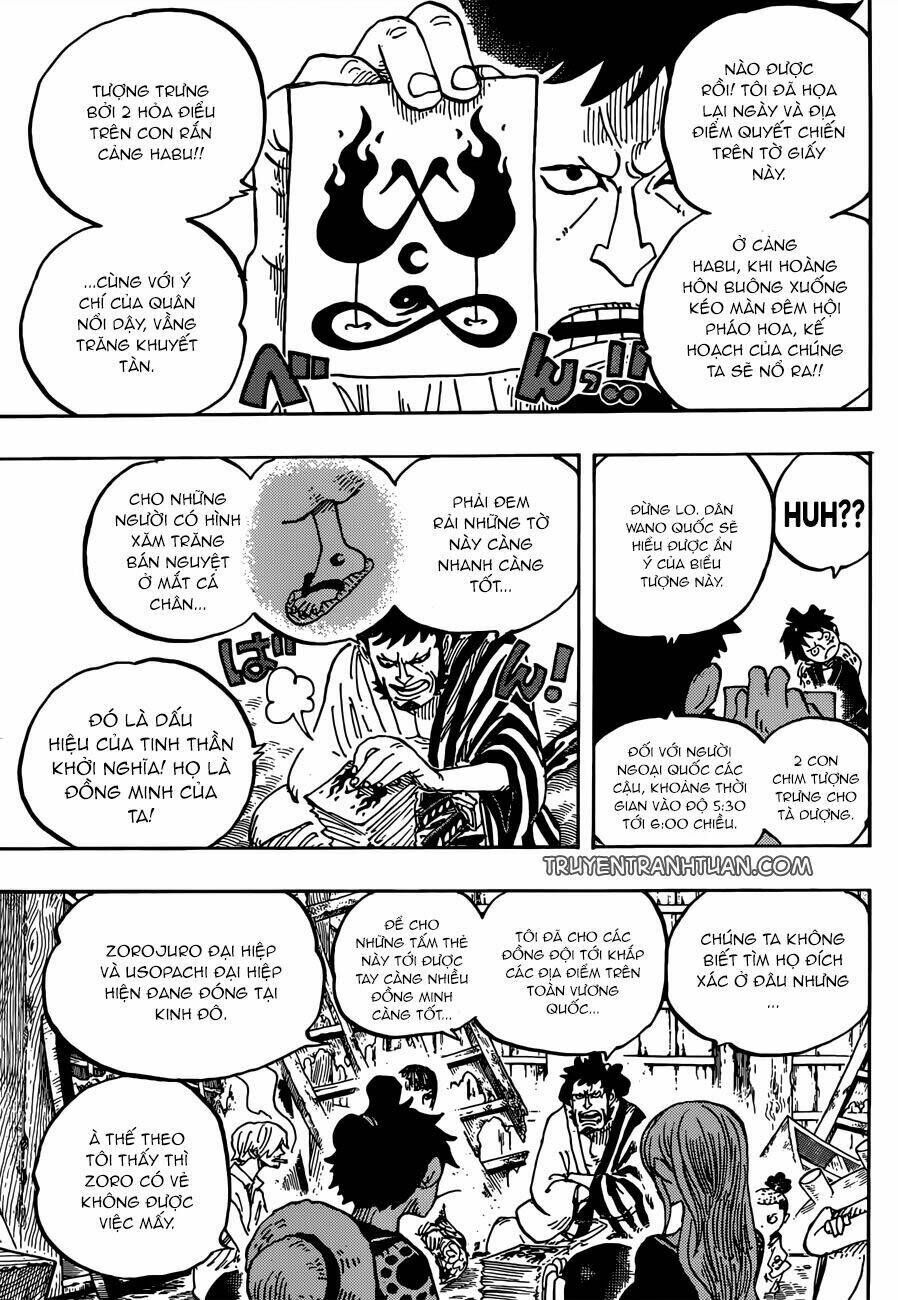 NÀO ĐƯỢC
RỒI! TÔI ĐÃ HỌA
LẠI NGÀY VÀ ĐỊA
ĐIỂM QUYẾT CHIẾN
TRÊN TỜ GIẤY
NÀY.
Ở CẢNG
HABU, KHI HOÀNG
HÔN BUÔNG XUỐNG
KÉO MÀN ĐÊM HỘI
PHÁO HOA, KẾ
HOẠCH CỦA CHÚNG
TA SẼ NỔ RA!!
TƯỢNG TRƯNG
BỞI 2 HỎA ĐIỂU
TRÊN CON RẮN
CẢNG HABU!!
...CÙNG VỚI Ý
CHÍ CỦA QUÂN
NỔI DẬY, VẦNG
TRĂNG KHUYẾT
TÀN.
べべんっ!!
HUH??
ĐỪNG LO. DÂN
WANO QUỐC SẼ
HIỂU ĐƯỢC ẨN
Ý CỦA BIỂU
TƯỢNG NÀY.
2 CON
CHIM TƯỢNG
TRƯNG CHO
TÀ DƯỢNG.
ĐỐI VỚI NGƯỜI
NGOẠI QUỐC CÁC
CẬU, KHOẢNG THỜI
GIAN VÀO ĐỘ 5:30
TỚI 6:00 CHIỀU.
PHẢI ĐEM
RẢI NHỮNG TỜ
NÀY CÀNG
NHANH CÀNG
TỐT...
CHO NHỮNG
NGƯỜI CÓ HÌNH
XĂM TRĂNG
BÁN NGUYỆT
Ở MẮT CÁ
CHÂN...
ばん!
ĐÓ LÀ DẤU
HIỆU CỦA TINH THẦN
KHỞI NGHĨA! HỌ LÀ
ĐỒNG MINH CỦA
TA!
TRUYENTRANHTUAN.COM
CHÚNG TA KHÔNG
BIẾT TÌM HỌ ĐÍCH
XÁC Ở ĐÂU NHƯNG
...
TÔI ĐÃ CHO CÁC
ĐỒNG ĐỘI TỚI KHẮP
CÁC ĐỊA ĐIỂM TRÊN
TOÀN VƯƠNG
QUỐC...
ĐỂ CHO
NHỮNG TẤM THẺ
NÀY TỚI ĐƯỢC
TAY CÀNG NHIỀU
ĐỒNG MINH
CÀNG TỐT...
ZOROJURO ĐẠI HIỆP
VÀ USOPACHI ĐẠI HIỆP
HIỆN ĐANG ĐÓNG TẠI
KINH ĐÔ.
À THẾ THEO
TÔI THẤY THÌ
ZORO CÓ VẺ
KHÔNG ĐƯỢC
VIỆC MẤY.